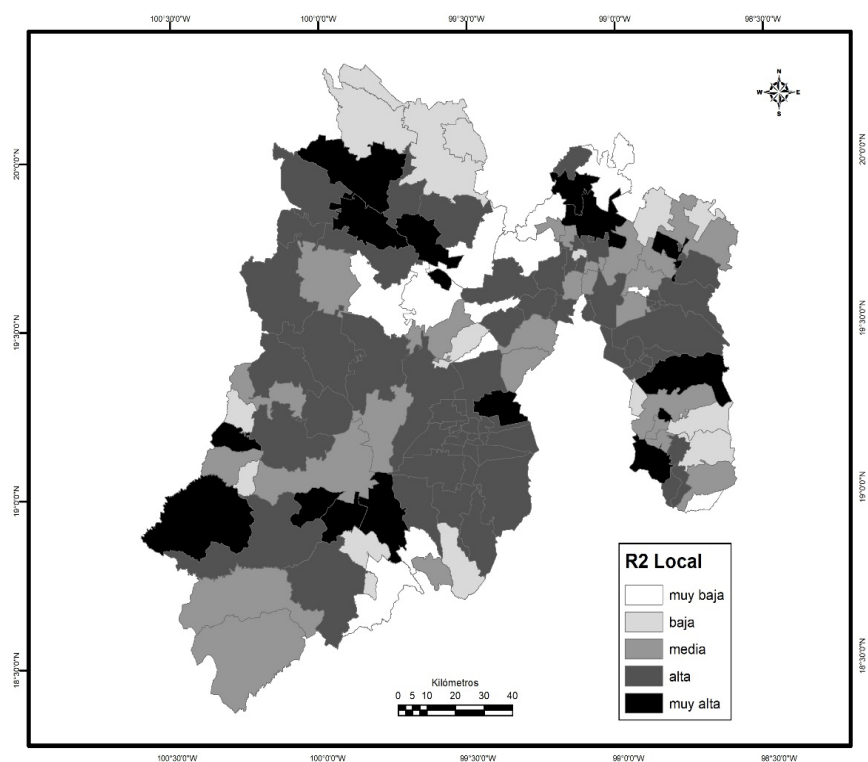 100°30'0"W 100°0'0"W 99°30'0"W 99°0'0"W 98°30'0"W
N
W E
S
20°0'0"N 20°0'0"N
19°30'0"N 19°30'0"N
19°0'0"N 19°0'0"N
R2 Local
muy baja
baja
media
alta
muy alta
18°30'0"N 18°30'0"N
Kilómetros
0 5 10 20 30 40
100°30'0"W 100°0'0"W 99°30'0"W 99°0'0"W 98°30'0"W